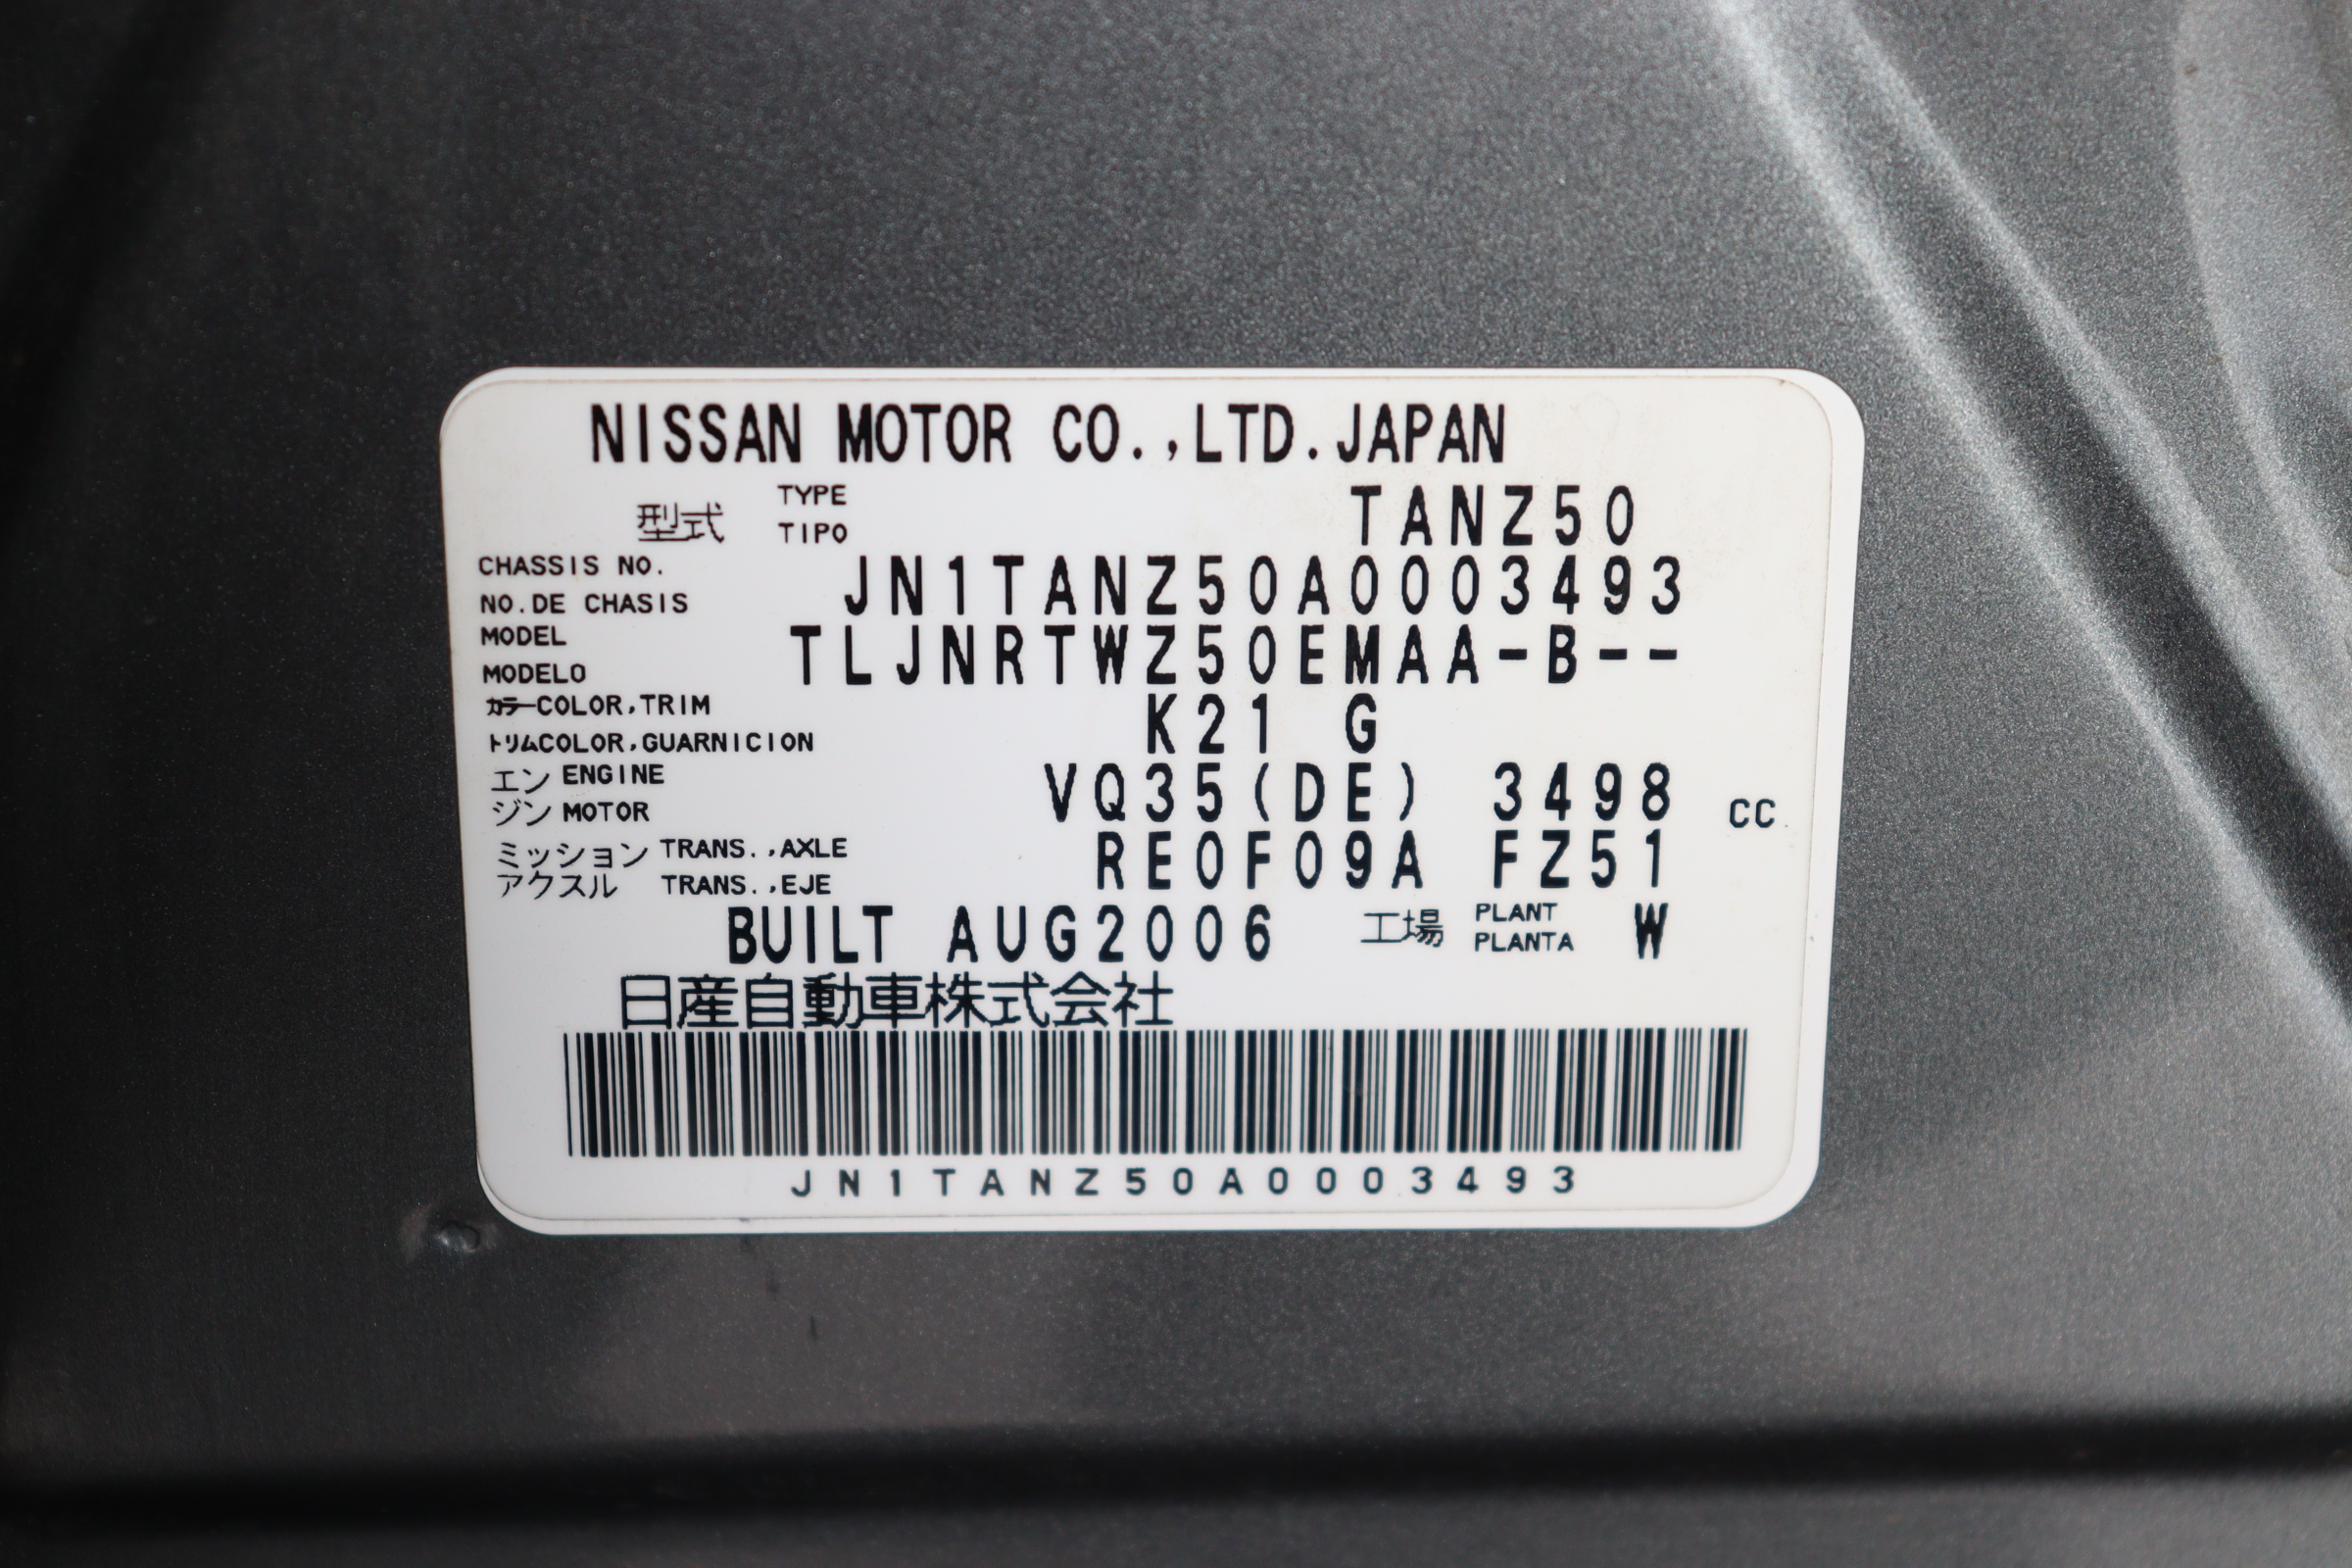 NISSAN MOTOR CO.,LTD.JAPAN
型式 TYPE TANZ50
TIPO
CHASSIS NO. JN1TANZ50A0003493
NO.DE CHASIS
MODEL TLJNRTWZ50EMAA-B--
MODELO
カラーCOLOR,TRIM K21 G
トリムCOLOR,GUARNICION
エン ENGINE VQ35(DE) 3498 CC
ジン MOTOR
ミッション TRANS.,AXLE RE0F09A FZ51
アクスル TRANS.,EJE
BUILT AUG2006 工場 PLANT W
PLANTA
日産自動車株式会社
JN1TANZ50A0003493